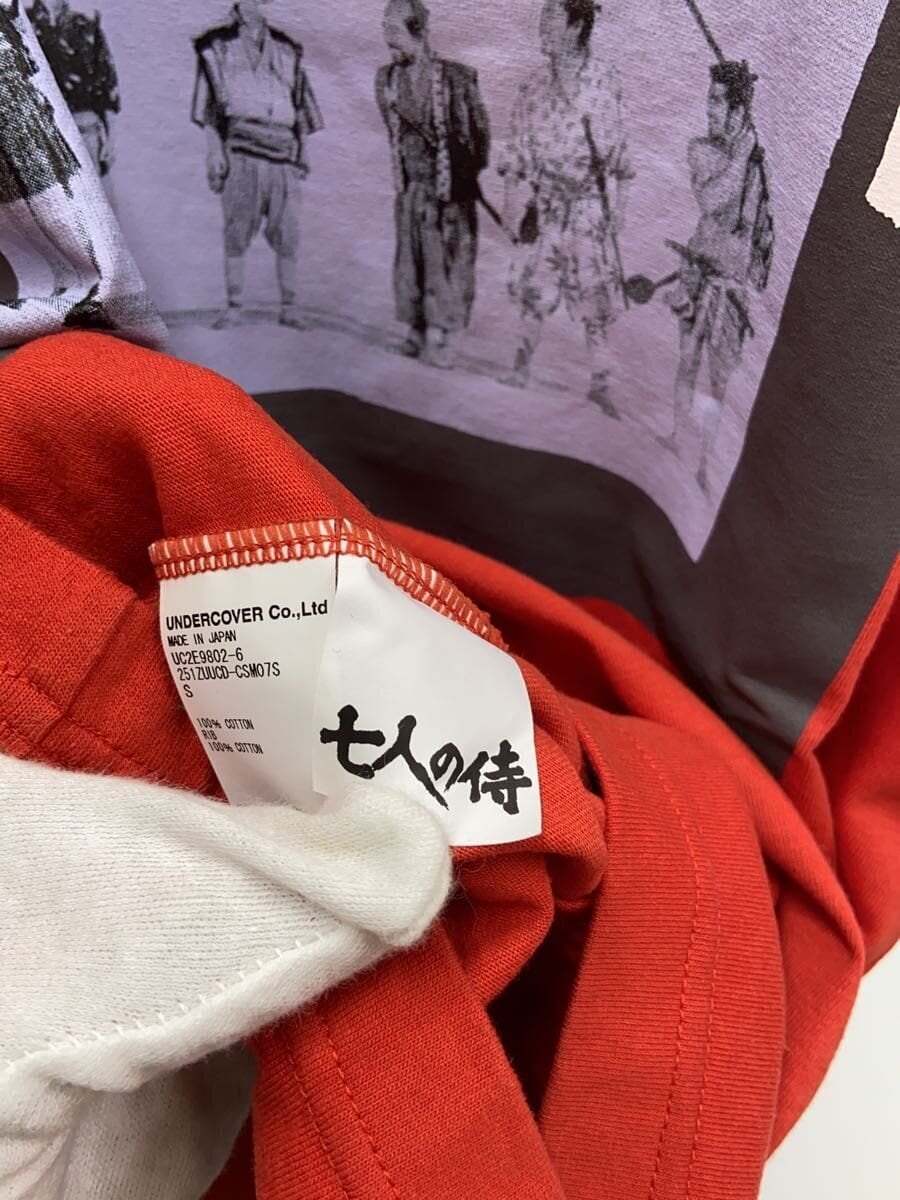 UNDERCOVER Co.,Ltd
MADE IN JAPAN
UC2E9802-6
251ZUUCD-CSM07S
S
100% COTTON
RIB
100% COTTON
七人の侍